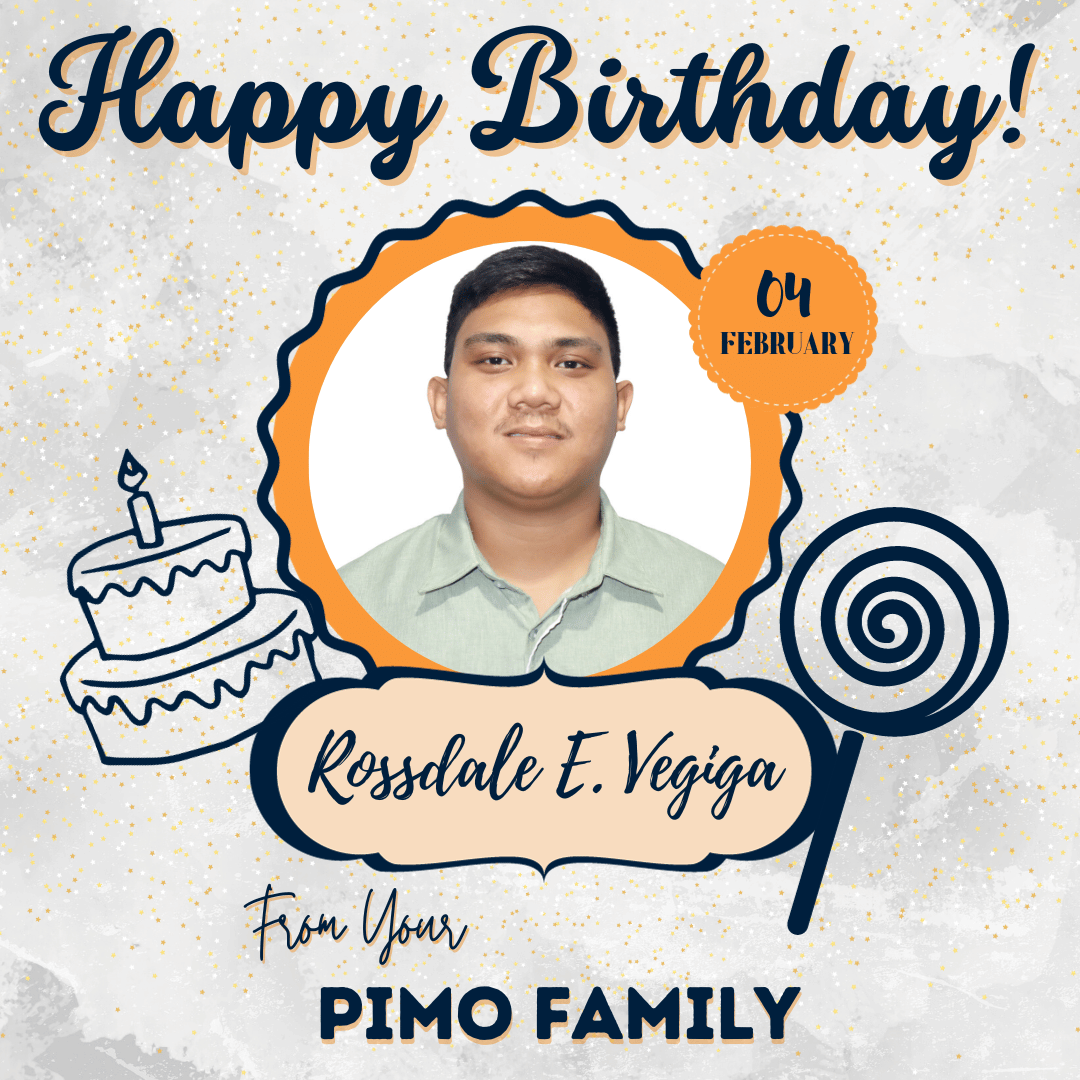 Happy Birthday!
04
FEBRUARY
Rossdale E. Vegiga
From Your
PIMO FAMILY